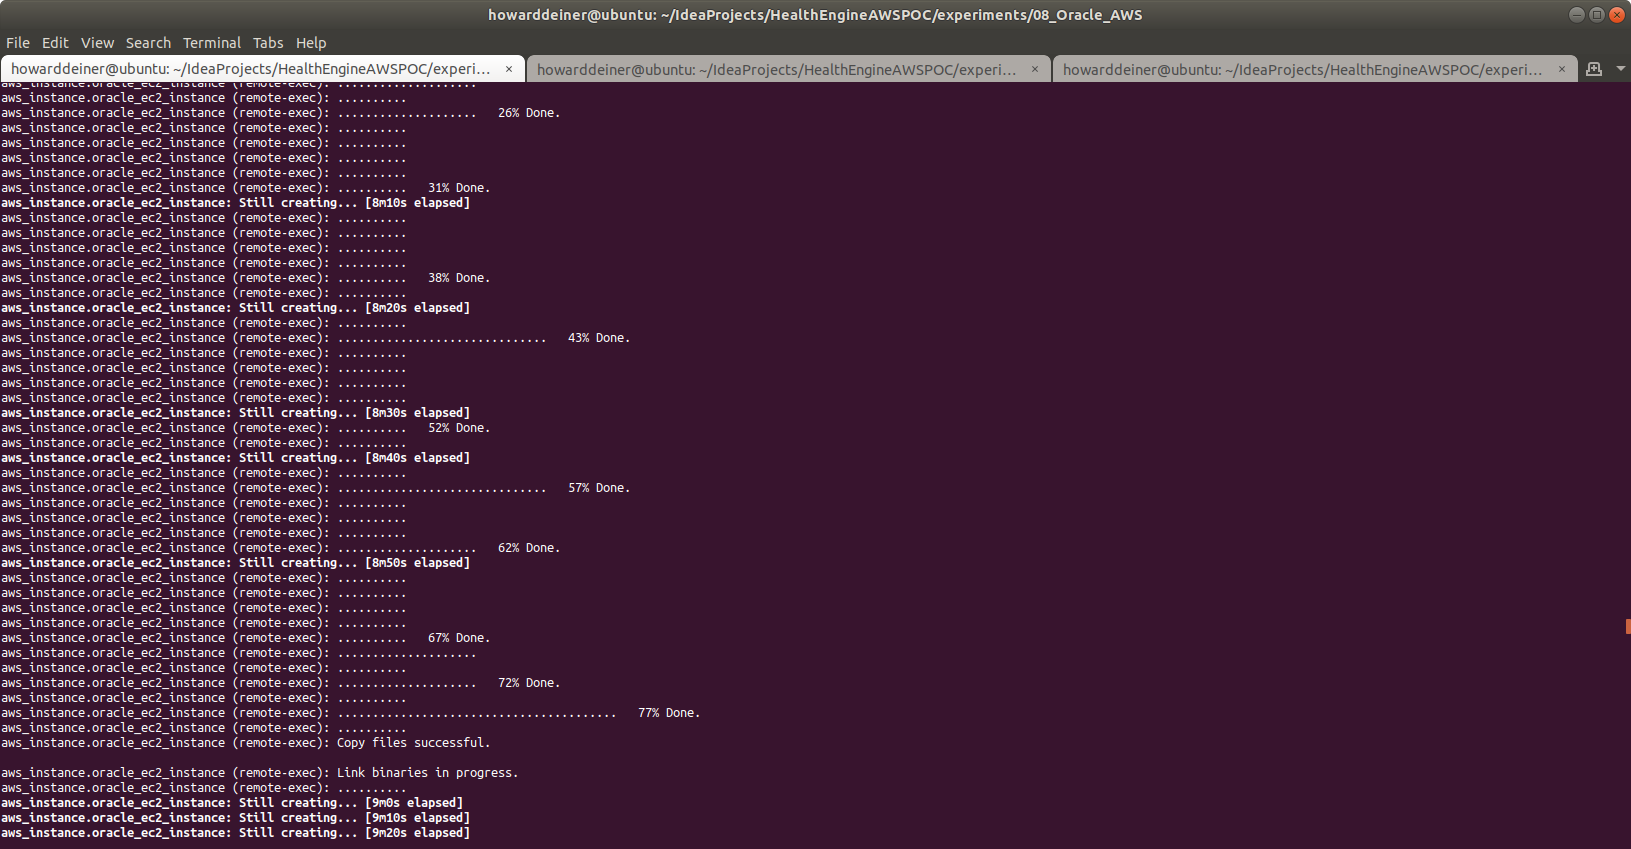 howarddeiner@ubuntu: ~/IdeaProjects/HealthEngineAWSPOC/experiments/08_Oracle_AWS
File Edit View Search Terminal Tabs Help
howarddeiner@ubuntu: ~/IdeaProjects/HealthEngineAWSPOC/experi... × howarddeiner@ubuntu: ~/IdeaProjects/HealthEngineAWSPOC/experi... × howarddeiner@ubuntu: ~/IdeaProjects/HealthEngineAWSPOC/experi... ×
aws_instance.oracle_ec2_instance (remote-exec): ....................
aws_instance.oracle_ec2_instance (remote-exec): ..........
aws_instance.oracle_ec2_instance (remote-exec): ....................   26% Done.
aws_instance.oracle_ec2_instance (remote-exec): ..........
aws_instance.oracle_ec2_instance (remote-exec): ..........
aws_instance.oracle_ec2_instance (remote-exec): ..........
aws_instance.oracle_ec2_instance (remote-exec): ..........
aws_instance.oracle_ec2_instance (remote-exec): ..........   31% Done.
aws_instance.oracle_ec2_instance: Still creating... [8m10s elapsed]
aws_instance.oracle_ec2_instance (remote-exec): ..........
aws_instance.oracle_ec2_instance (remote-exec): ..........
aws_instance.oracle_ec2_instance (remote-exec): ..........
aws_instance.oracle_ec2_instance (remote-exec): ..........
aws_instance.oracle_ec2_instance (remote-exec): ..........   38% Done.
aws_instance.oracle_ec2_instance (remote-exec): ..........
aws_instance.oracle_ec2_instance: Still creating... [8m20s elapsed]
aws_instance.oracle_ec2_instance (remote-exec): ..........
aws_instance.oracle_ec2_instance (remote-exec): ..............................   43% Done.
aws_instance.oracle_ec2_instance (remote-exec): ..........
aws_instance.oracle_ec2_instance (remote-exec): ..........
aws_instance.oracle_ec2_instance (remote-exec): ..........
aws_instance.oracle_ec2_instance (remote-exec): ..........
aws_instance.oracle_ec2_instance: Still creating... [8m30s elapsed]
aws_instance.oracle_ec2_instance (remote-exec): ..........   52% Done.
aws_instance.oracle_ec2_instance (remote-exec): ..........
aws_instance.oracle_ec2_instance: Still creating... [8m40s elapsed]
aws_instance.oracle_ec2_instance (remote-exec): ..........
aws_instance.oracle_ec2_instance (remote-exec): ..............................   57% Done.
aws_instance.oracle_ec2_instance (remote-exec): ..........
aws_instance.oracle_ec2_instance (remote-exec): ..........
aws_instance.oracle_ec2_instance (remote-exec): ..........
aws_instance.oracle_ec2_instance (remote-exec): ....................   62% Done.
aws_instance.oracle_ec2_instance: Still creating... [8m50s elapsed]
aws_instance.oracle_ec2_instance (remote-exec): ..........
aws_instance.oracle_ec2_instance (remote-exec): ..........
aws_instance.oracle_ec2_instance (remote-exec): ..........
aws_instance.oracle_ec2_instance (remote-exec): ..........
aws_instance.oracle_ec2_instance (remote-exec): ..........   67% Done.
aws_instance.oracle_ec2_instance (remote-exec): ....................
aws_instance.oracle_ec2_instance (remote-exec): ..........
aws_instance.oracle_ec2_instance (remote-exec): ....................   72% Done.
aws_instance.oracle_ec2_instance (remote-exec): ..........
aws_instance.oracle_ec2_instance (remote-exec): ........................................   77% Done.
aws_instance.oracle_ec2_instance (remote-exec): ..........
aws_instance.oracle_ec2_instance (remote-exec): Copy files successful.
aws_instance.oracle_ec2_instance (remote-exec): Link binaries in progress.
aws_instance.oracle_ec2_instance (remote-exec): ..........
aws_instance.oracle_ec2_instance: Still creating... [9m0s elapsed]
aws_instance.oracle_ec2_instance: Still creating... [9m10s elapsed]
aws_instance.oracle_ec2_instance: Still creating... [9m20s elapsed]